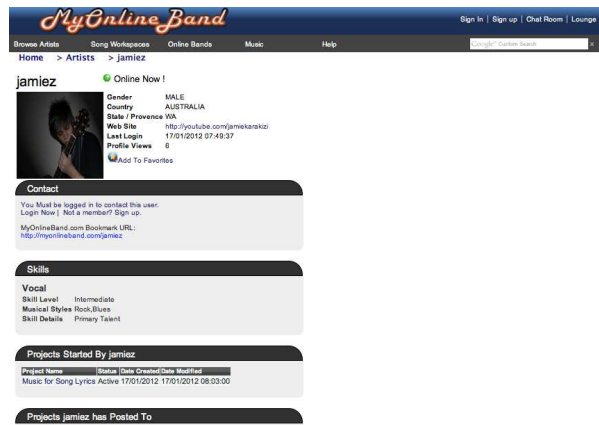 MyOnline Band
Sign In | Sign up | Chat Room | Lounge
Browse Artists Song Workspaces Online Bands Music Help Google™ Custom Search ×
Home > Artists > jamiez
jamiez Online Now !
Gender MALE
Country AUSTRALIA
State / Provence WA
Web Site http://youtube.com/jamiekarakizi
Last Login 17/01/2012 07:49:37
Profile Views 6
Add To Favorites
Contact
You Must be logged in to contact this user.
Login Now | Not a member? Sign up.
MyOnlineBand.com Bookmark URL:
http://myonlineband.com/jamiez
Skills
Vocal
Skill Level Intermediate
Musical Styles Rock,Blues
Skill Details Primary Talent
Projects Started By jamiez
Project Name Status Date Created Date Modified
Music for Song Lyrics Active 17/01/2012 17/01/2012 08:03:00
Projects jamiez has Posted To